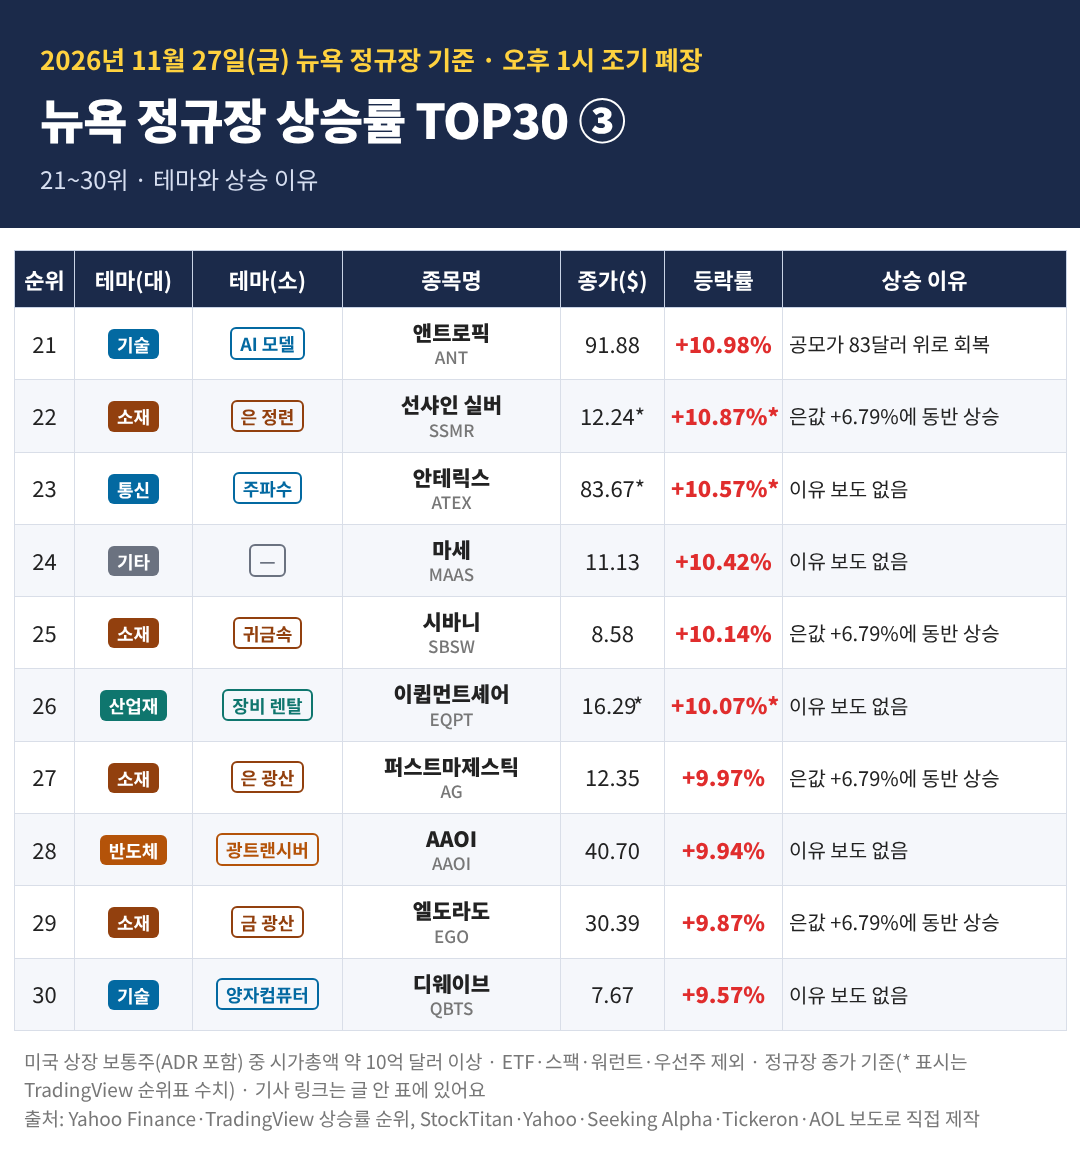 2026년 11월 27일(금) 뉴욕 정규장 기준 · 오후 1시 조기 폐장
뉴욕 정규장 상승률 TOP30 ③
21~30위 · 테마와 상승 이유
순위 테마(대) 테마(소) 종목명 종가($) 등락률 상승 이유
21 기술 AI 모델 앤트로픽 91.88 +10.98% 공모가 83달러 위로 회복
ANT
22 소재 은 정련 선샤인 실버 12.24* +10.87%* 은값 +6.79%에 동반 상승
SSMR
23 통신 주파수 안테릭스 83.67* +10.57%* 이유 보도 없음
ATEX
24 기타 — 마세 11.13 +10.42% 이유 보도 없음
MAAS
25 소재 귀금속 시바니 8.58 +10.14% 은값 +6.79%에 동반 상승
SBSW
26 산업재 장비 렌탈 이큅먼트셰어 16.29* +10.07%* 이유 보도 없음
EQPT
27 소재 은 광산 퍼스트마제스틱 12.35 +9.97% 은값 +6.79%에 동반 상승
AG
28 반도체 광트랜시버 AAOI 40.70 +9.94% 이유 보도 없음
AAOI
29 소재 금 광산 엘도라도 30.39 +9.87% 은값 +6.79%에 동반 상승
EGO
30 기술 양자컴퓨터 디웨이브 7.67 +9.57% 이유 보도 없음
QBTS
미국 상장 보통주(ADR 포함) 중 시가총액 약 10억 달러 이상 · ETF·스팩·워런트·우선주 제외 · 정규장 종가 기준(* 표시는
TradingView 순위표 수치) · 기사 링크는 글 안 표에 있어요
출처: Yahoo Finance·TradingView 상승률 순위, StockTitan·Yahoo·Seeking Alpha·Tickeron·AOL 보도로 직접 제작